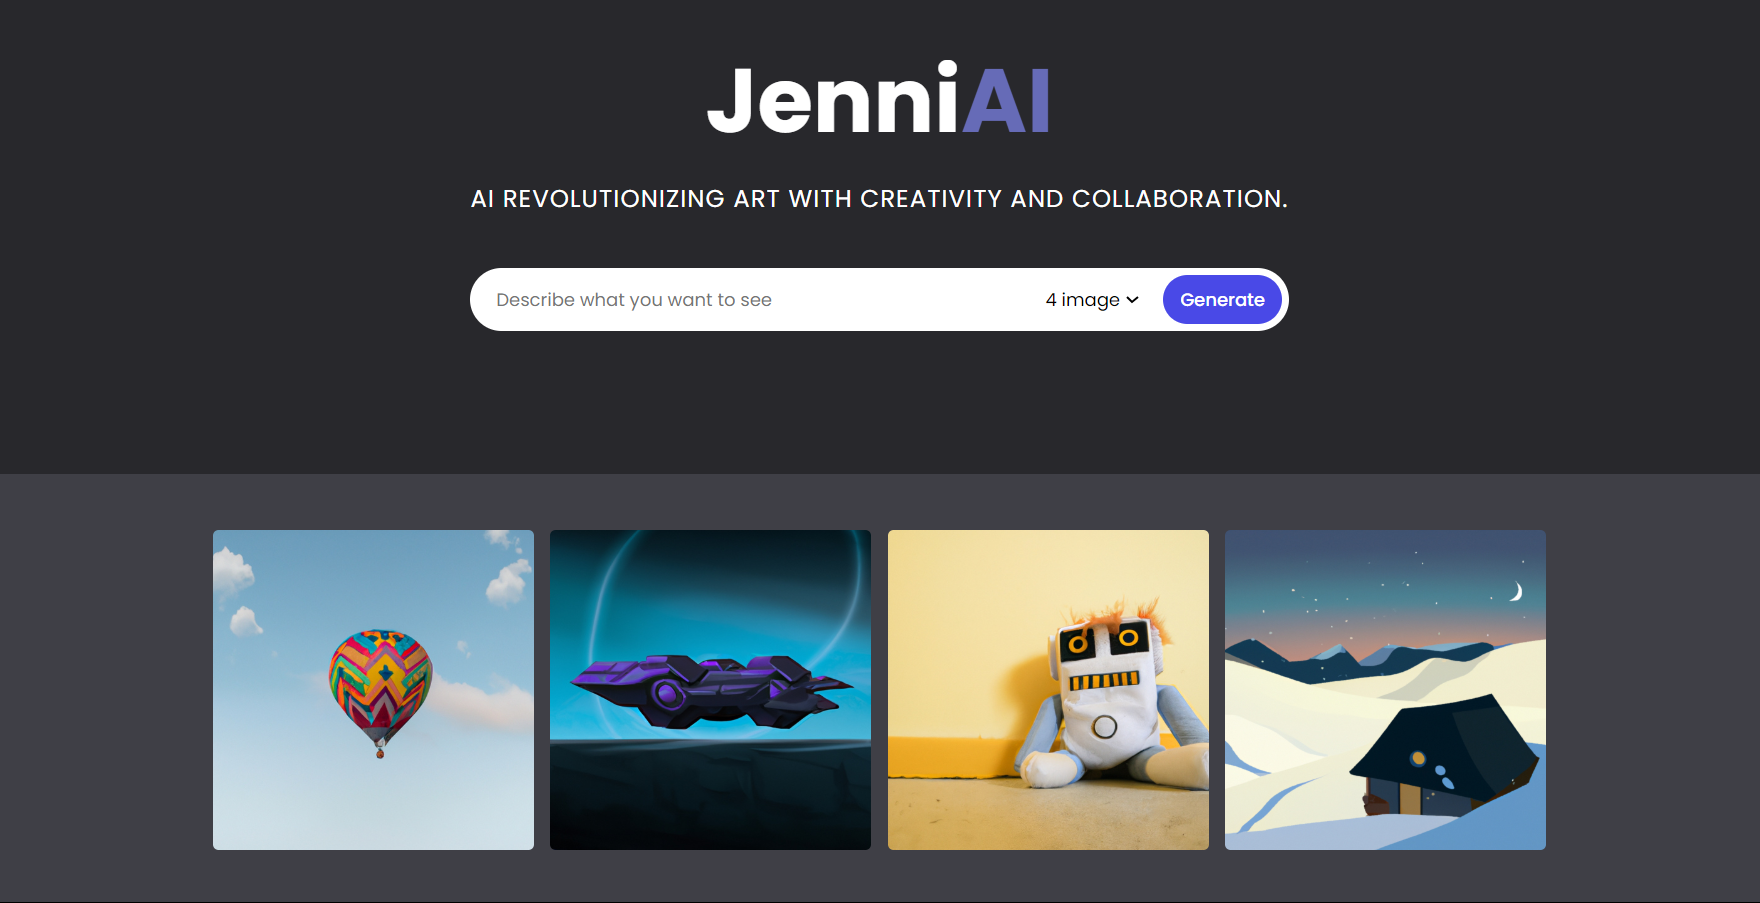 JenniAI
AI REVOLUTIONIZING ART WITH CREATIVITY AND COLLABORATION.
Describe what you want to see
4 image
Generate